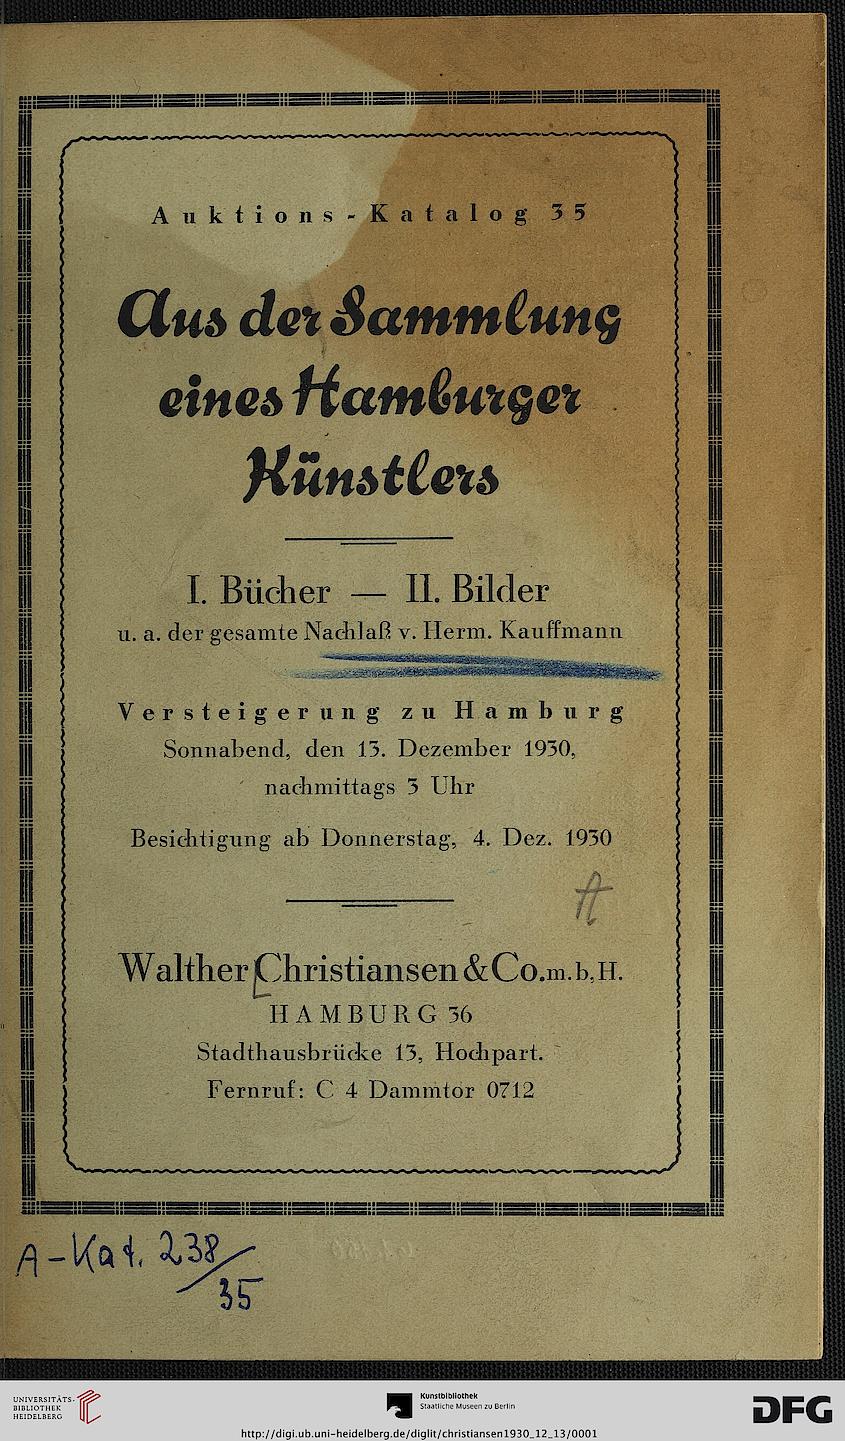 Auktions-Katalog 35
Aus der Sammlung
eines Hamburger
Künstlers
I. Bücher — II. Bilder
u. a. der gesamte Nachlaß v. Herm. Kauffmann
Versteigerung zu Hamburg
Sonnabend, den 13. Dezember 1930,
nachmittags 3 Uhr
Besichtigung ab Donnerstag, 4. Dez. 1930
Walther Christiansen & Co. m. b. H.
HAMBURG 36
Stadthausbrücke 13, Hochpart.
Fernruf: C 4 Dammtor 0712
A-Kat. 238/35
UNIVERSITÄTS-
BIBLIOTHEK
HEIDELBERG
Kunstbibliothek
Staatliche Museen zu Berlin
DFG
http://digi.ub.uni-heidelberg.de/diglit/christiansen1930_12_13/0001